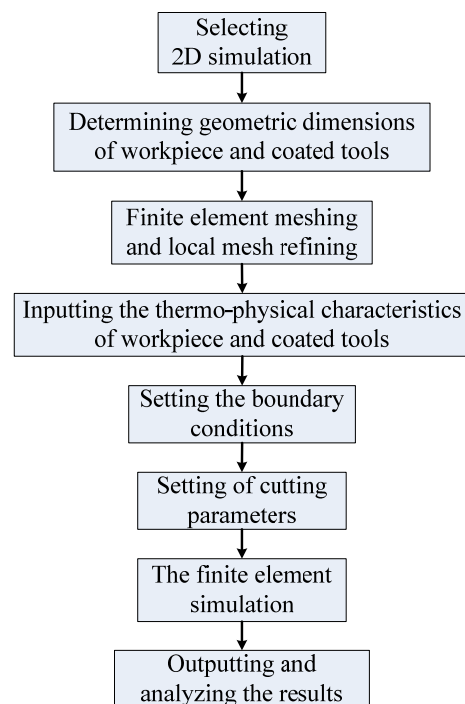 Selecting
2D simulation
Determining geometric dimensions
of workpiece and coated tools
Finite element meshing
and local mesh refining
Inputting the thermo-physical characteristics
of workpiece and coated tools
Setting the boundary
conditions
Setting of cutting
parameters
The finite element
simulation
Outputting and
analyzing the results